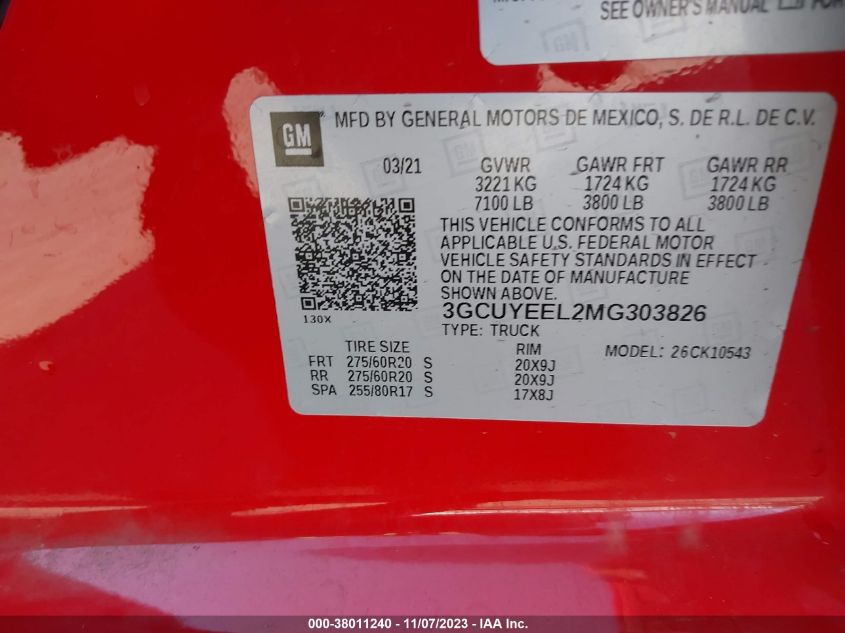 SEE OWNER'S MANUAL
GM
MFD BY GENERAL MOTORS DE MEXICO, S. DE R.L. DE C.V.
03/21 GVWR GAWR FRT GAWR RR
3221 KG 1724 KG 1724 KG
7100 LB 3800 LB 3800 LB
THIS VEHICLE CONFORMS TO ALL
APPLICABLE U.S. FEDERAL MOTOR
VEHICLE SAFETY STANDARDS IN EFFECT
ON THE DATE OF MANUFACTURE
SHOWN ABOVE.
3GCUYEEL2MG303826
TYPE: TRUCK
130X
TIRE SIZE RIM MODEL: 26CK10543
FRT 275/60R20 S 20X9J
RR 275/60R20 S 20X9J
SPA 255/80R17 S 17X8J
000-38011240 - 11/07/2023 - IAA Inc.